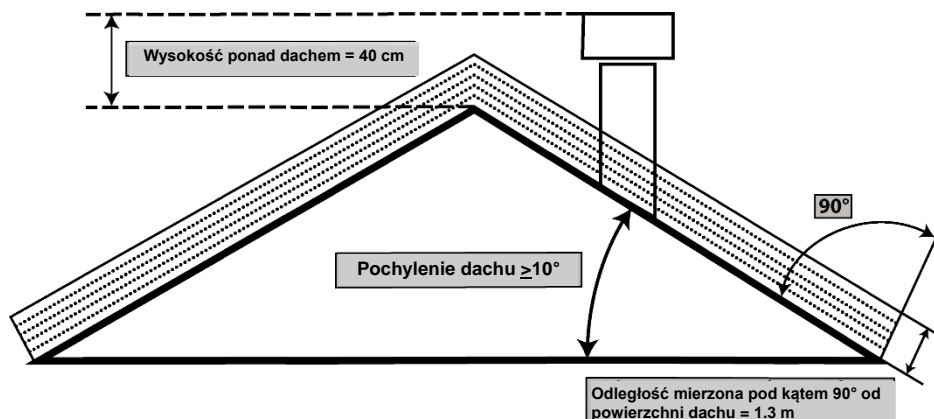 Wysokość ponad dachem = 40 cm
90°
Pochylenie dachu ≥10°
Odległość mierzona pod kątem 90° od
powierzchni dachu = 1.3 m